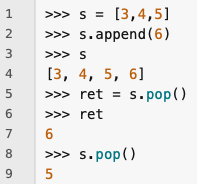 1 >>> s = [3,4,5]
2 >>> s.append(6)
3 >>> s
4 [3, 4, 5, 6]
5 >>> ret = s.pop()
6 >>> ret
7 6
8 >>> s.pop()
9 5